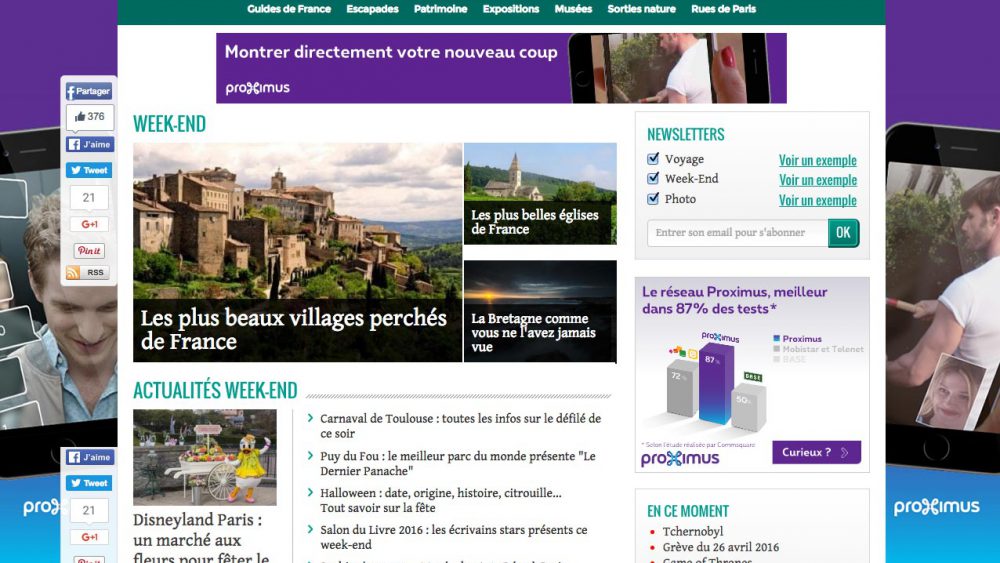 Guides de France Escapades Patrimoine Expositions Musées Sorties nature Rues de Paris
Montrer directement votre nouveau coup
proximus
Partager
376
J'aime
Tweet
21
G+1
Pinit
RSS
WEEK-END
Les plus beaux villages perchés
de France
Les plus belles églises
de France
La Bretagne comme
vous ne l'avez jamais
vue
NEWSLETTERS
Voyage Voir un exemple
Week-End Voir un exemple
Photo Voir un exemple
Entrer son email pour s'abonner OK
Le réseau Proximus, meilleur
dans 87% des tests*
proximus
Proximus
Mobistar et Telenet
BASE
72%
87%
BASE
50%
* Selon l'étude réalisée par Commsquare
proximus
Curieux ?
ACTUALITÉS WEEK-END
Disneyland Paris :
un marché aux
fleurs pour fêter le
Carnaval de Toulouse : toutes les infos sur le défilé de
ce soir
Puy du Fou : le meilleur parc du monde présente "Le
Dernier Panache"
Halloween : date, origine, histoire, citrouille...
Tout savoir sur la fête
Salon du Livre 2016 : les écrivains stars présents ce
week-end
EN CE MOMENT
Tchernobyl
Grève du 26 avril 2016
Game of Thrones
J'aime
Tweet
21
G+1
Pinit
proximus
proximus